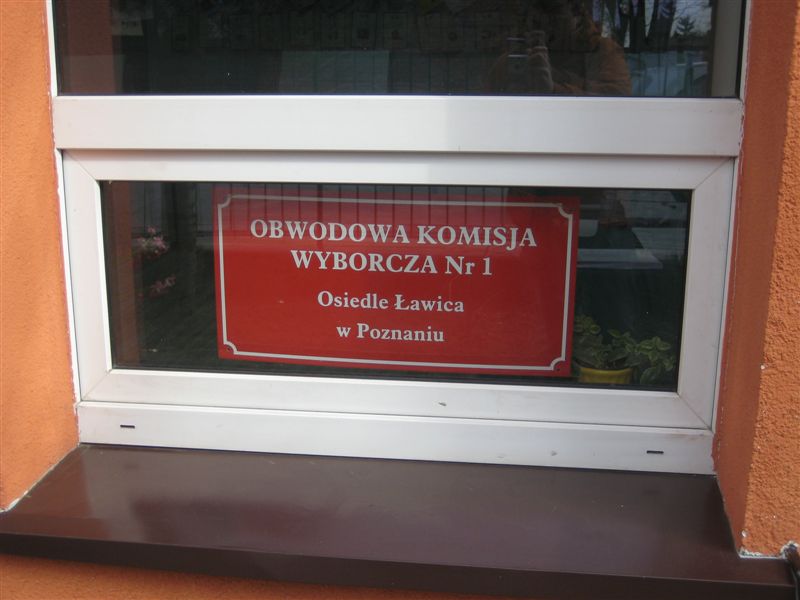 OBWODOWA KOMISJA
WYBORCZA Nr 1
Osiedle Ławica
w Poznaniu